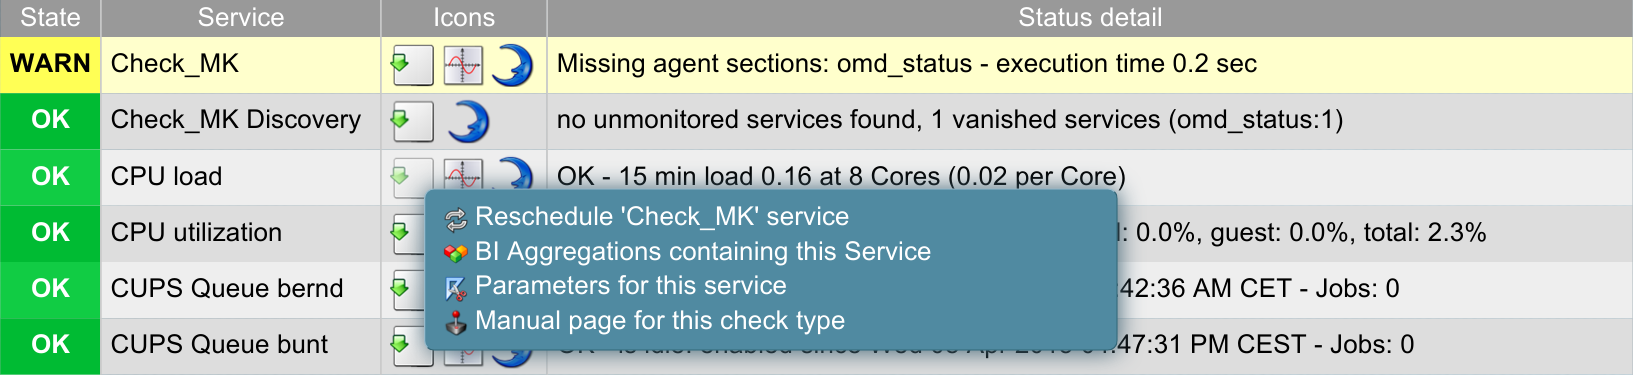 State Service Icons Status detail
WARN Check_MK Missing agent sections: omd_status - execution time 0.2 sec
OK Check_MK Discovery no unmonitored services found, 1 vanished services (omd_status:1)
OK CPU load OK - 15 min load 0.16 at 8 Cores (0.02 per Core)
Reschedule 'Check_MK' service
OK CPU utilization : 0.0%, guest: 0.0%, total: 2.3%
BI Aggregations containing this Service
OK CUPS Queue bernd :42:36 AM CET - Jobs: 0
Parameters for this service
Manual page for this check type
OK CUPS Queue bunt :47:31 PM CEST - Jobs: 0